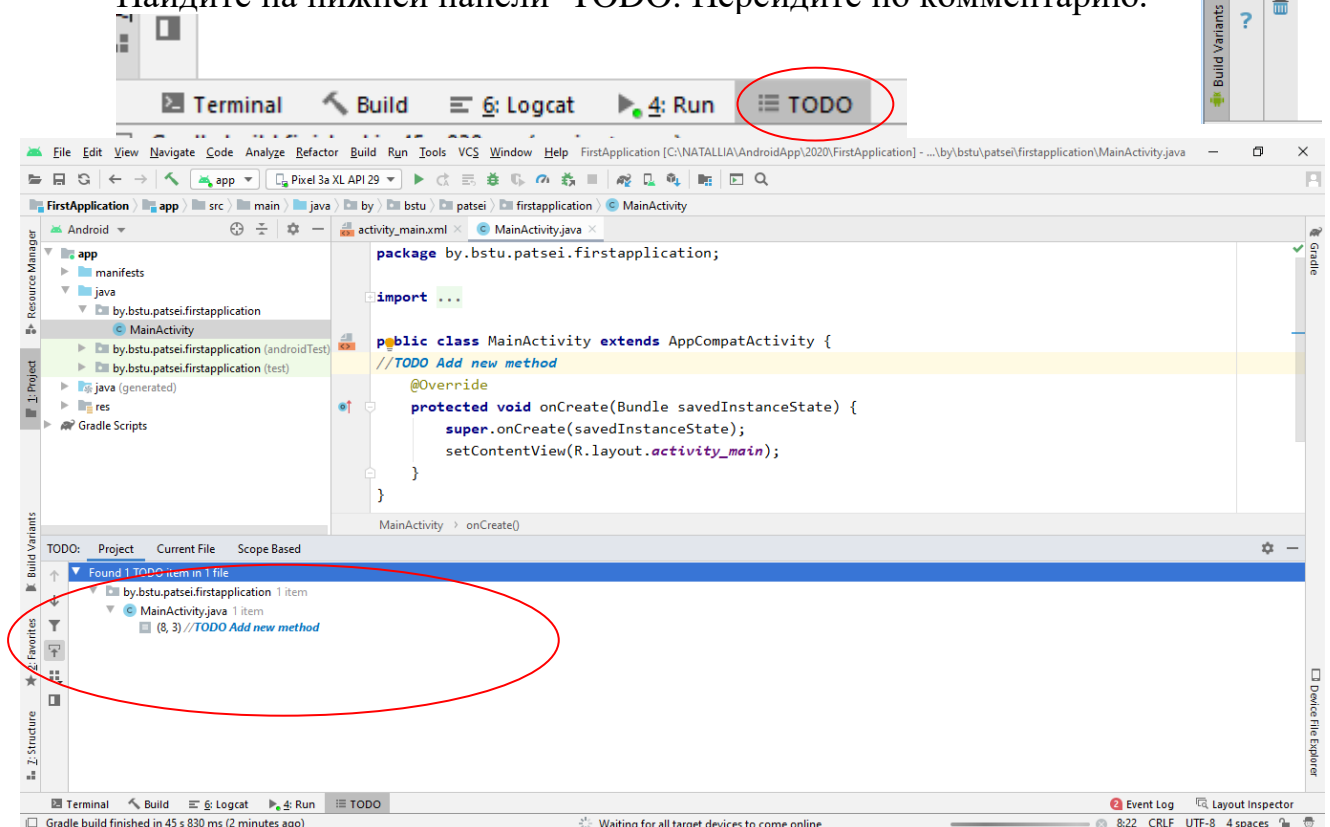 Найдите на нижней панели TODO. Перейдите по комментарию.
Build Variants
?
Terminal Build 6: Logcat 4: Run TODO
File Edit View Navigate Code Analyze Refactor Build Run Tools VCS Window Help FirstApplication [C:\NATALLIA\AndroidApp\2020\FirstApplication] - ...\by\bstu\patsei\firstapplication\MainActivity.java
app Pixel 3a XL API 29
FirstApplication app src main java by bstu patsei firstapplication MainActivity
Android
activity_main.xml MainActivity.java
Resource Manager
1: Project
Build Variants
2: Favorites
7: Structure
app
manifests
java
by.bstu.patsei.firstapplication
MainActivity
by.bstu.patsei.firstapplication (androidTest)
by.bstu.patsei.firstapplication (test)
java (generated)
res
Gradle Scripts
package by.bstu.patsei.firstapplication;
import ...
public class MainActivity extends AppCompatActivity {
//TODO Add new method
@Override
protected void onCreate(Bundle savedInstanceState) {
super.onCreate(savedInstanceState);
setContentView(R.layout.activity_main);
}
}
MainActivity › onCreate()
Gradle
Device File Explorer
TODO: Project Current File Scope Based
Found 1 TODO item in 1 file
by.bstu.patsei.firstapplication 1 item
MainActivity.java 1 item
(8, 3) //TODO Add new method
Terminal Build 6: Logcat 4: Run TODO 2 Event Log Layout Inspector
Gradle build finished in 45 s 830 ms (2 minutes ago) Waiting for all target devices to come online 8:22 CRLF UTF-8 4 spaces